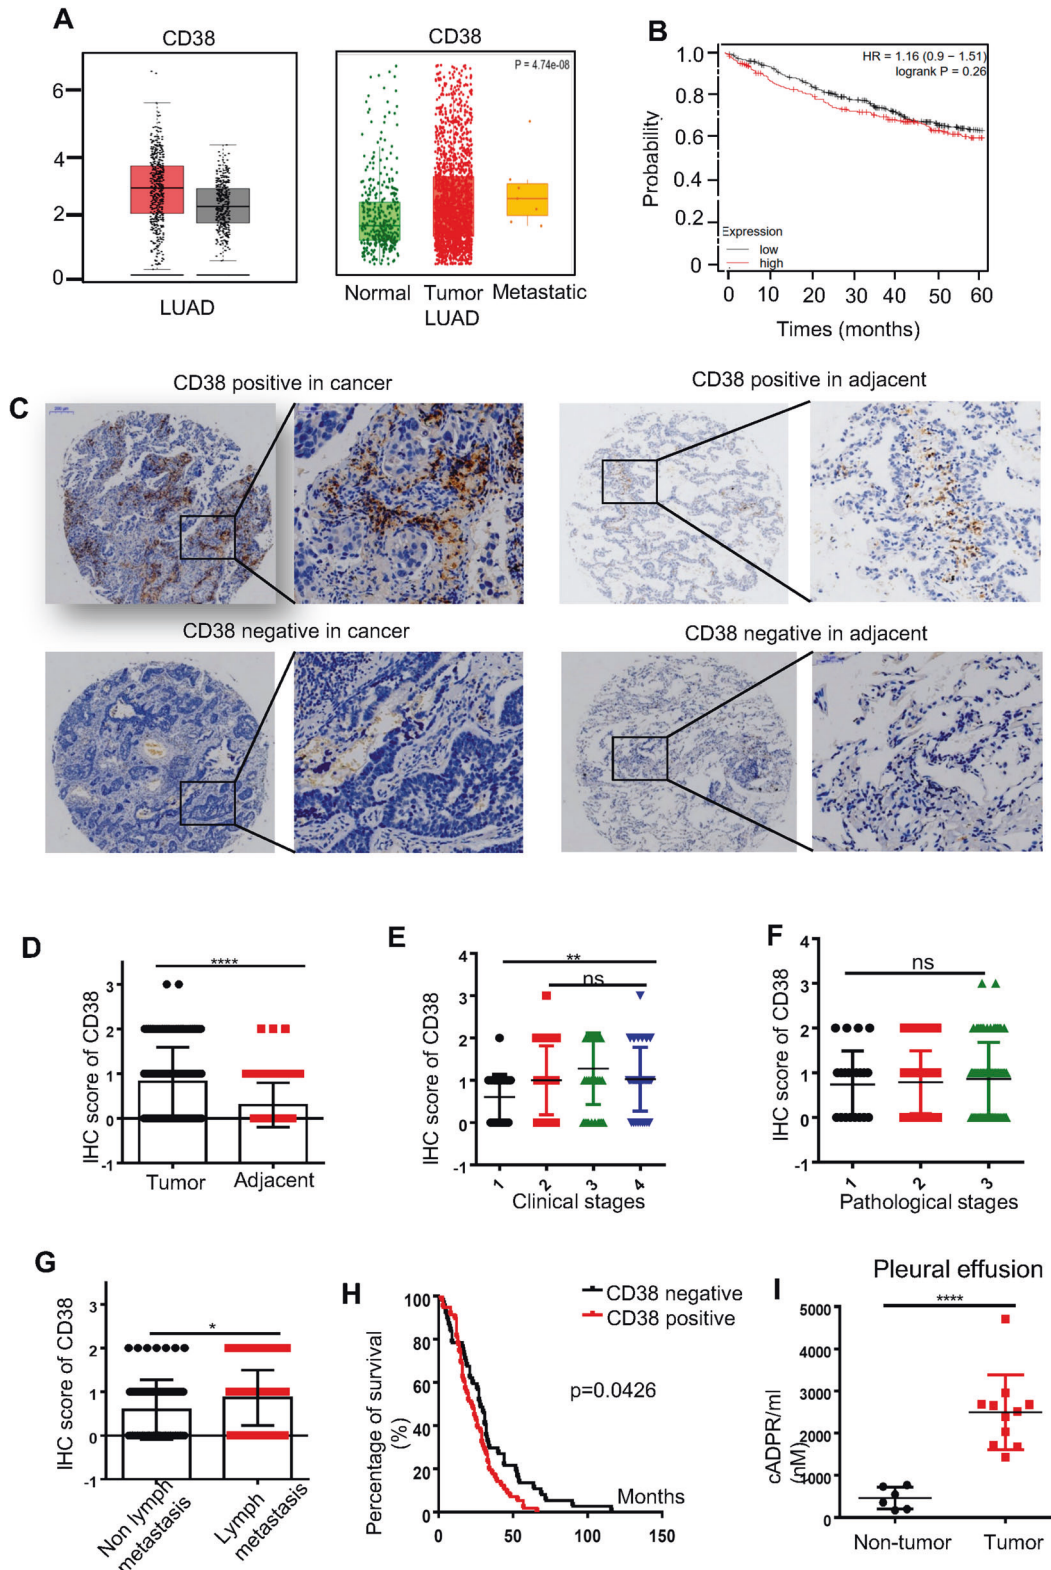 A
CD38
6
4
2
0
LUAD
CD38
P = 4.74e-08
Normal Tumor Metastatic
LUAD
B
HR = 1.16 (0.9 − 1.51)
logrank P = 0.26
Probability
1.0
0.8
0.6
0.4
0.2
0
Expression
low
high
0 10 20 30 40 50 60
Times (months)
C
CD38 positive in cancer
CD38 positive in adjacent
CD38 negative in cancer
CD38 negative in adjacent
D
IHC score of CD38
3
2
1
0
-1
****
Tumor Adjacent
E
IHC score of CD38
4
3
2
1
0
-1
**
ns
1 2 3 4
Clinical stages
F
IHC score of CD38
4
3
2
1
0
-1
ns
1 2 3
Pathological stages
G
IHC score of CD38
3
2
1
0
-1
*
Non lymph
metastasis
Lymph
metastasis
H
Percentage of survival
(%)
100
80
60
40
20
0
CD38 negative
CD38 positive
p=0.0426
Months
0 50 100 150
I
Pleural effusion
****
cADPR/ml
(nM)
5000
4000
3000
2000
1000
0
Non-tumor Tumor